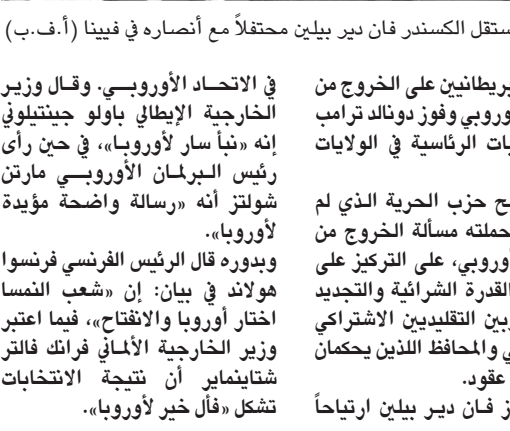 ستقل الكسندر فان دير بيلين محتفلاً مع أنصاره في فيينا (أ.ف.ب)
بريطانيين على الخروج من
وروبي وفوز دونالد ترامب
يات الرئاسية في الولايات
ح حزب الحرية الذي لم
حملته مسألة الخروج من
أوروبي، على التركيز على
القدرة الشرائية والتجديد
زبين التقليديين الاشتراكي
ي والمحافظ اللذين يحكمان
عقود.
ز فان دير بيلين ارتياحاً
في الاتحاد الأوروبي. وقال وزير
الخارجية الإيطالي باولو جينتيلوني
إنه «نبأ سار لأوروبا»، في حين رأى
رئيس البرلمان الأوروبي مارتن
شولتز أنه «رسالة واضحة مؤيدة
لأوروبا».
وبدوره قال الرئيس الفرنسي فرنسوا
هولاند في بيان: إن «شعب النمسا
اختار أوروبا والانفتاح»، فيما اعتبر
وزير الخارجية الألماني فرانك فالتر
شتاينماير أن نتيجة الانتخابات
تشكل «فأل خير لأوروبا».